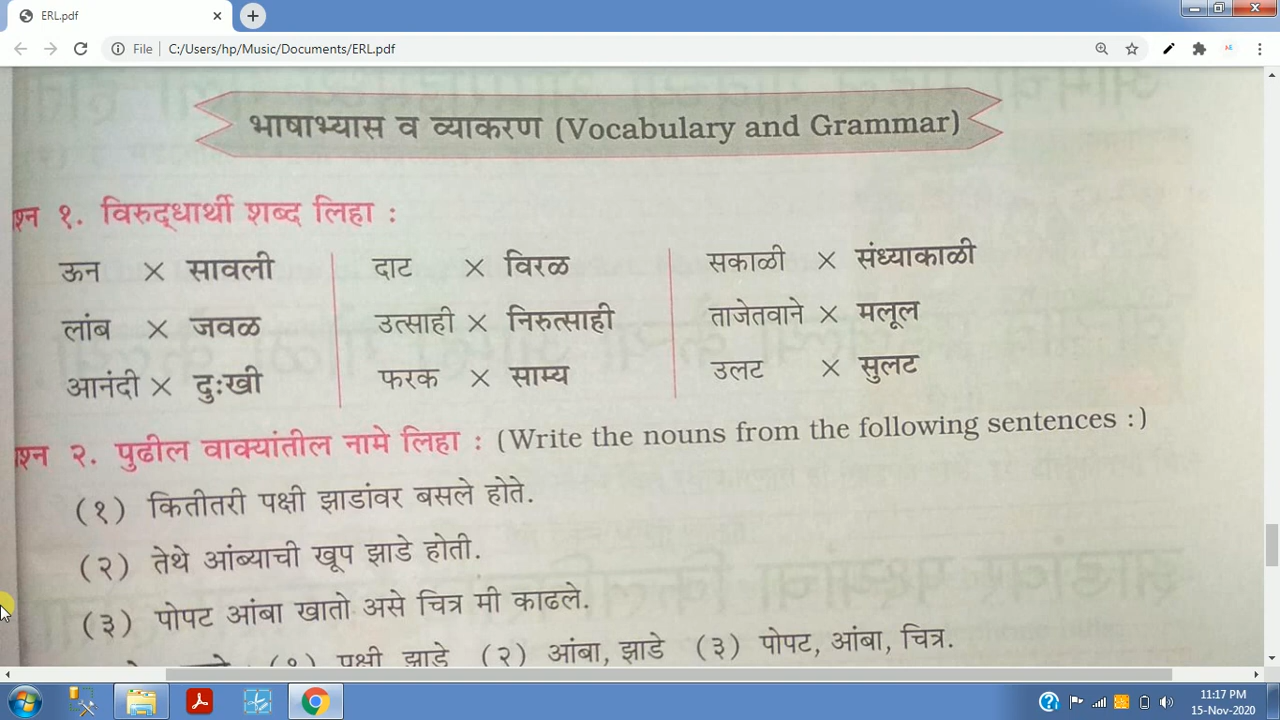 ERL.pdf
File | C:/Users/hp/Music/Documents/ERL.pdf
भाषाभ्यास व व्याकरण (Vocabulary and Grammar)
प्रश्न १. विरुद्धार्थी शब्द लिहा :
ऊन × सावली दाट × विरळ सकाळी × संध्याकाळी
लांब × जवळ उत्साही × निरुत्साही ताजेतवाने × मलूल
आनंदी × दुःखी फरक × साम्य उलट × सुलट
प्रश्न २. पुढील वाक्यांतील नामे लिहा : (Write the nouns from the following sentences :)
(१) कितीतरी पक्षी झाडांवर बसले होते.
(२) तेथे आंब्याची खूप झाडे होती.
(३) पोपट आंबा खातो असे चित्र मी काढले.
(१) पक्षी झाडे (२) आंबा, झाडे (३) पोपट, आंबा, चित्र.
11:17 PM
15-Nov-2020